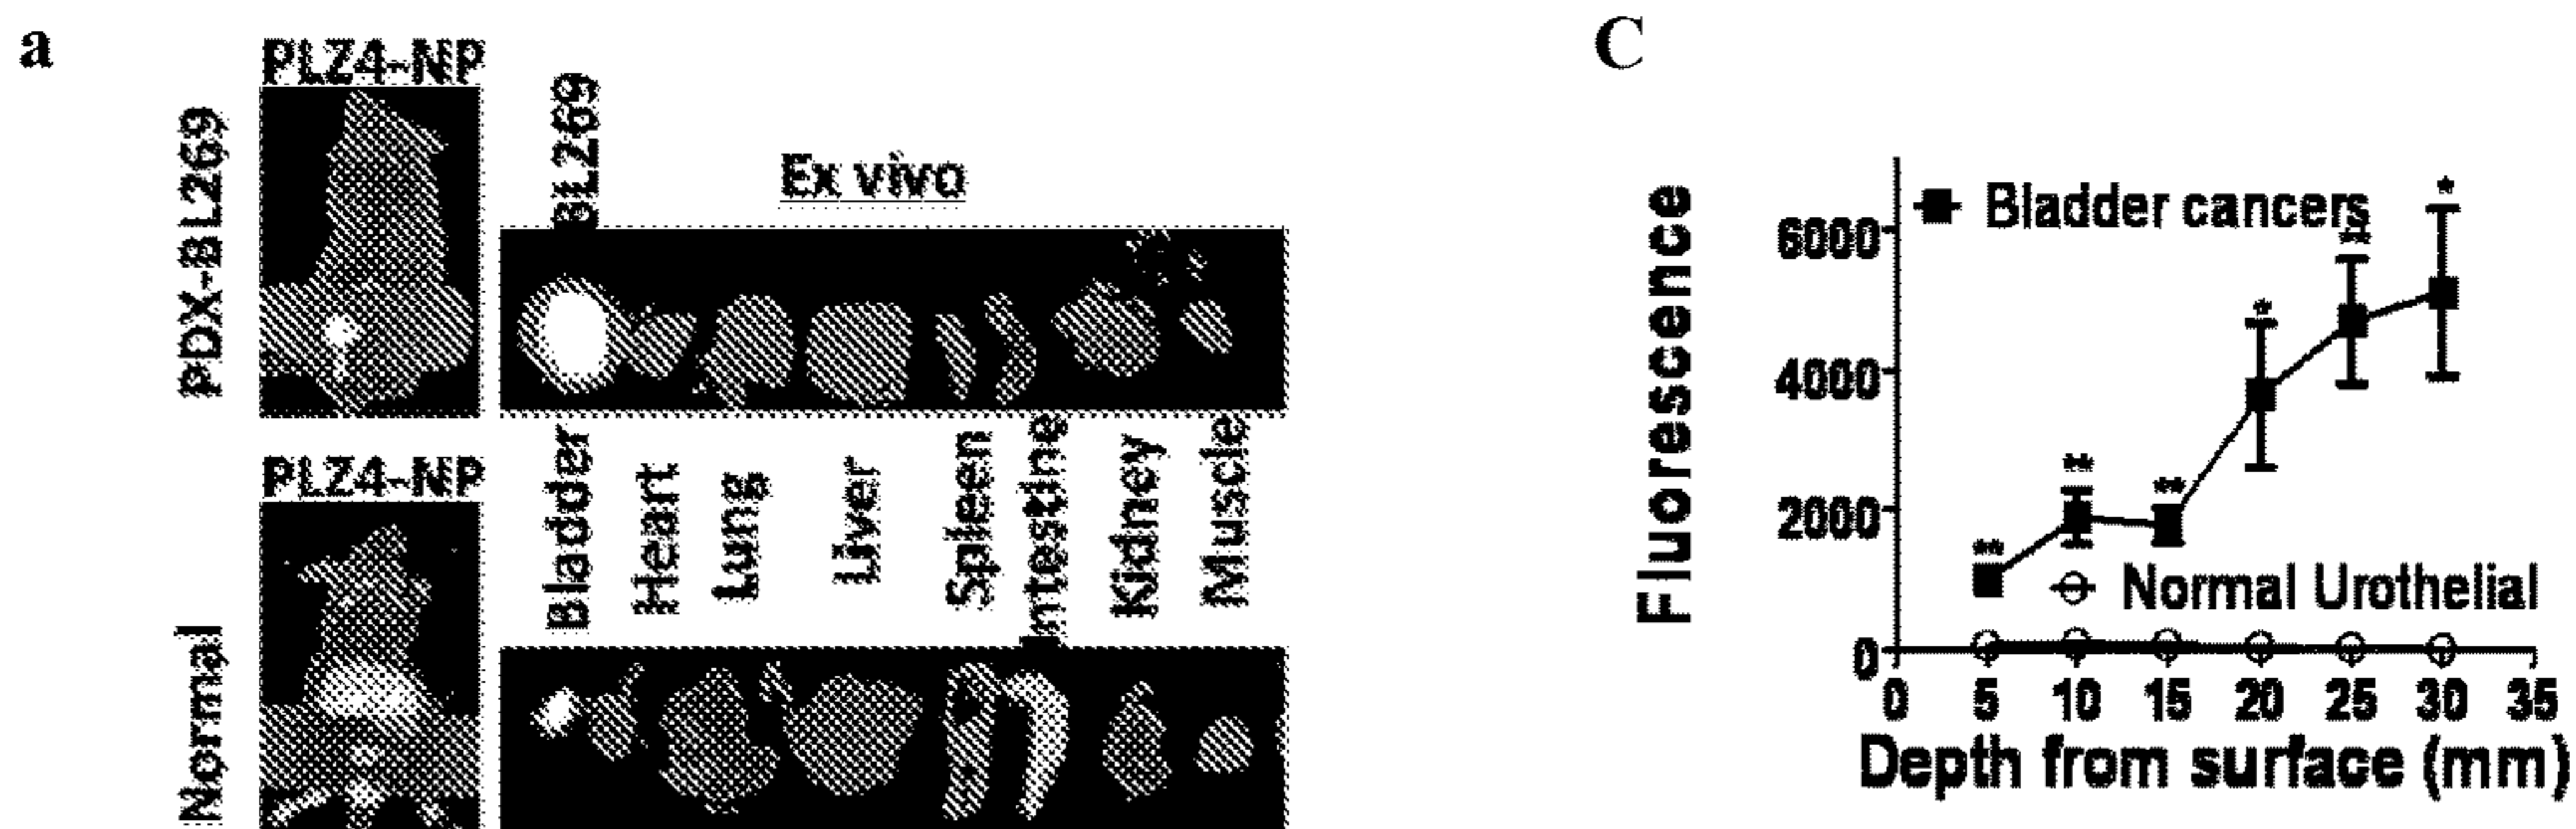 a
PLZ4-NP
PDX-BL269
BL269
Ex vivo
PLZ4-NP
Normal
Bladder
Heart
Lung
Liver
Spleen
Intestine
Kidney
Muscle
C
Fluorescence
Bladder cancers
6000
4000
2000
0
* 
**
**
*
**
*
**
Normal Urothelial
0 5 10 15 20 25 30 35
Depth from surface (mm)